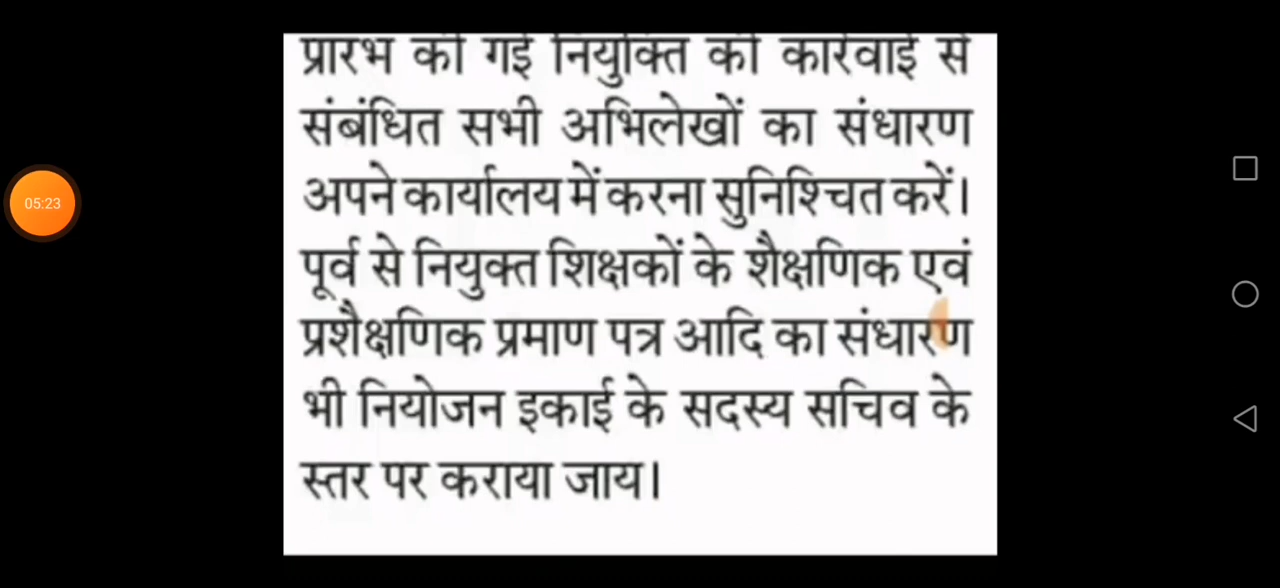 प्रारंभ की गई नियुक्ति की कार्रवाई से
05:23
संबंधित सभी अभिलेखों का संधारण
अपने कार्यालय में करना सुनिश्चित करें।
पूर्व से नियुक्त शिक्षकों के शैक्षणिक एवं
प्रशैक्षणिक प्रमाण पत्र आदि का संधारण
भी नियोजन इकाई के सदस्य सचिव के
स्तर पर कराया जाय।